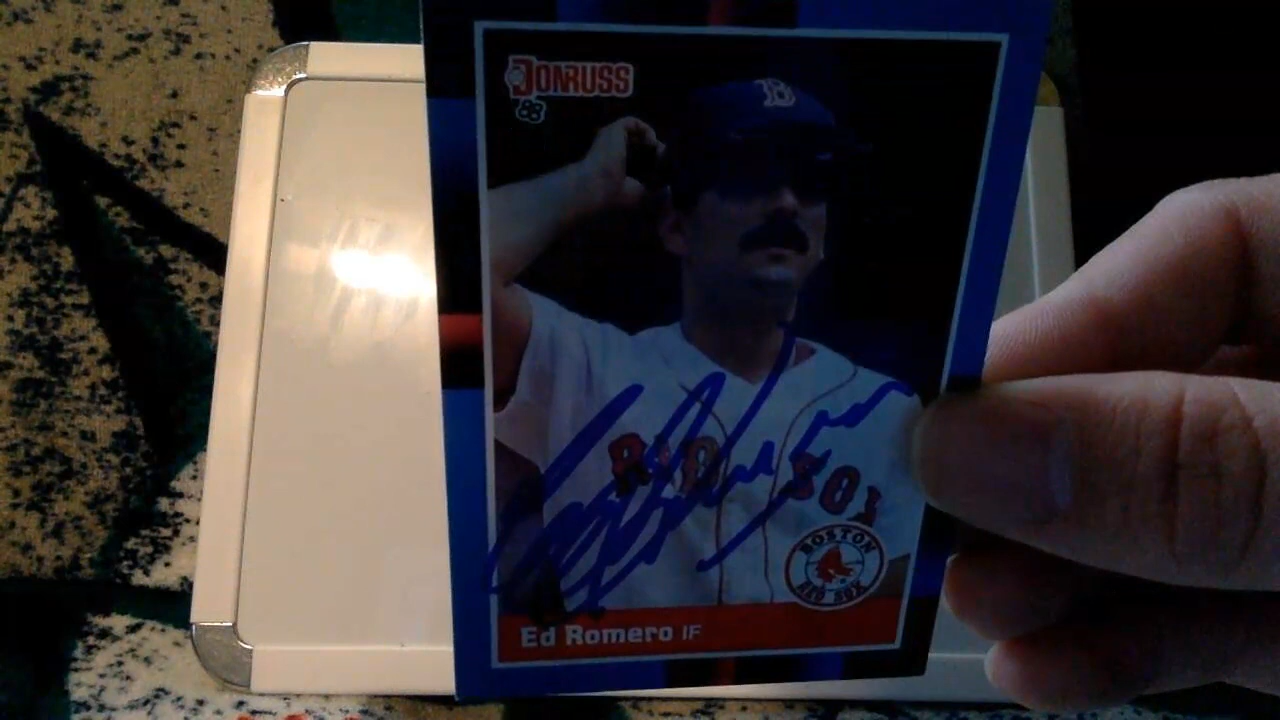 DONRUSS
'88
B
RED SOX
BOSTON
RED SOX
Ed Romero IF